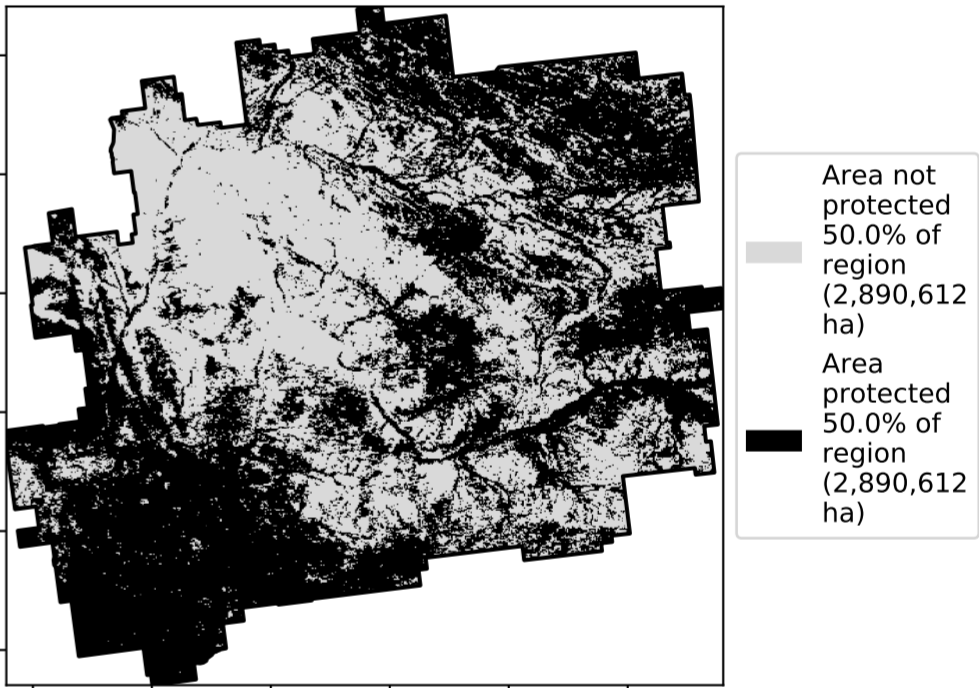 Area not
protected
50.0% of
region
(2,890,612
ha)
Area
protected
50.0% of
region
(2,890,612
ha)